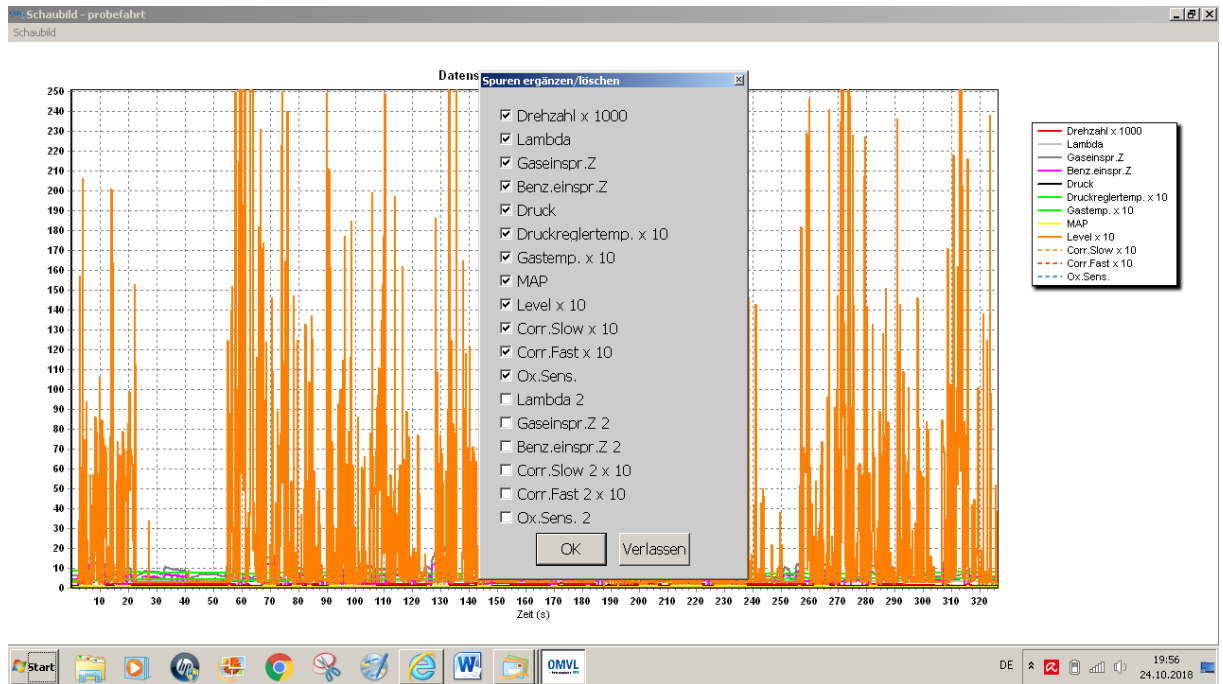 Schaubild - probefahrt
Schaubild
Datens
Spuren ergänzen/löschen
Drehzahl x 1000
Lambda
Gaseinspr.Z
Benz.einspr.Z
Druck
Druckreglertemp. x 10
Gastemp. x 10
MAP
Level x 10
Corr.Slow x 10
Corr.Fast x 10
Ox.Sens.
Lambda 2
Gaseinspr.Z 2
Benz.einspr.Z 2
Corr.Slow 2 x 10
Corr.Fast 2 x 10
Ox.Sens. 2
OK Verlassen
250
240
230
220
210
200
190
180
170
160
150
140
130
120
110
100
90
80
70
60
50
40
30
20
10
0
10 20 30 40 50 60 70 80 90 100 110 120 130 140 150 160 170 180 190 200 210 220 230 240 250 260 270 280 290 300 310 320
Zeit (s)
Drehzahl x 1000
Lambda
Gaseinspr.Z
Benz.einspr.Z
Druck
Druckreglertemp. x 10
Gastemp. x 10
MAP
Level x 10
Corr.Slow x 10
Corr.Fast x 10
Ox.Sens.
Start
hp
W
OMVL
DE
19:56
24.10.2018